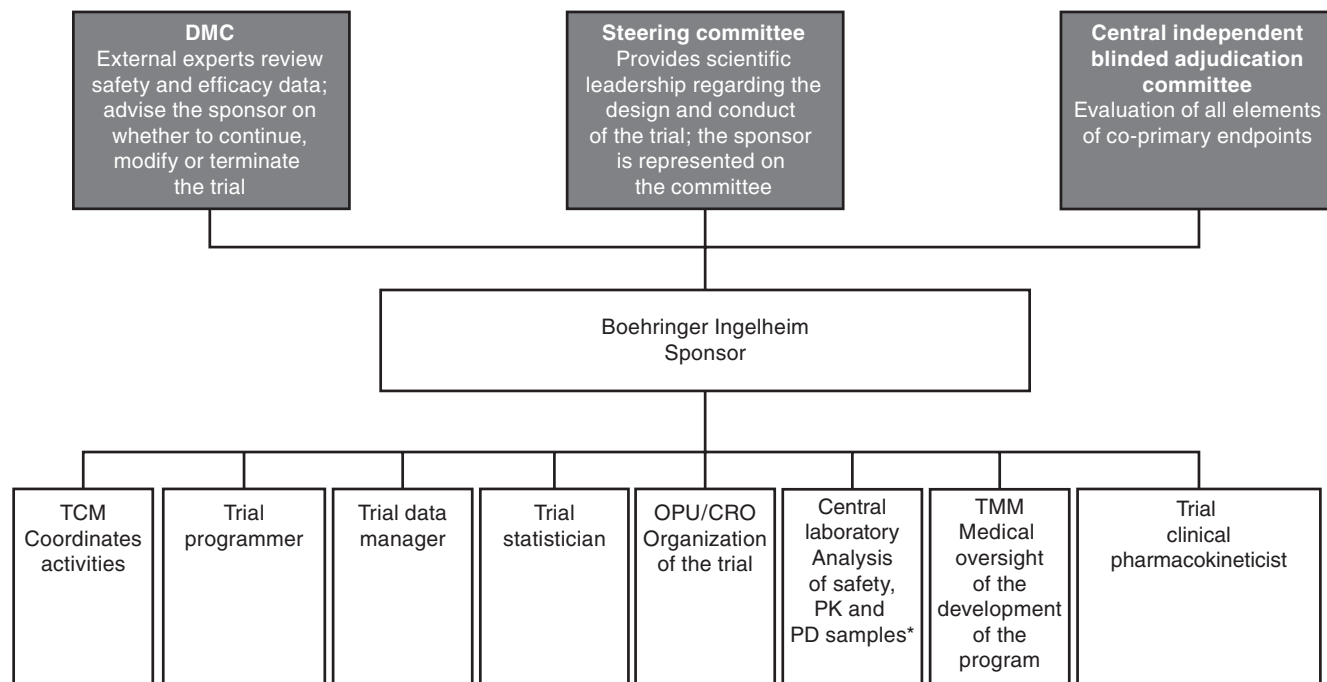 DMC
External experts review
safety and efficacy data;
advise the sponsor on
whether to continue,
modify or terminate
the trial
Steering committee
Provides scientific
leadership regarding the
design and conduct
of the trial; the sponsor
is represented on
the committee
Central independent
blinded adjudication
committee
Evaluation of all elements
of co-primary endpoints
Boehringer Ingelheim
Sponsor
TCM
Coordinates
activities
Trial
programmer
Trial data
manager
Trial
statistician
OPU/CRO
Organization
of the trial
Central
laboratory
Analysis
of safety,
PK and
PD samples*
TMM
Medical
oversight
of the
development
of the
program
Trial
clinical
pharmacokineticist